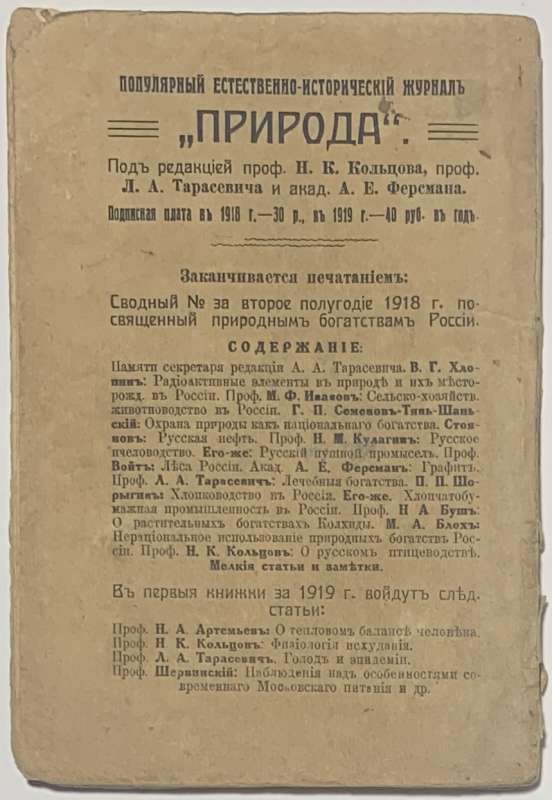 ПОПУЛЯРНЫЙ ЕСТЕСТВЕННО-ИСТОРИЧЕСКІЙ ЖУРНАЛЪ
„ПРИРОДА“.
Подъ редакціей проф. Н. К. Кольцова, проф.
Л. А. Тарасевича и акад. А. Е. Ферсмана.
Подписная плата въ 1918 г.—30 р., въ 1919 г.—40 руб. въ годъ.
Заканчивается печатаніемъ:
Сводный № за второе полугодіе 1918 г. по-
священный природнымъ богатствамъ Россіи.
СОДЕРЖАНІЕ:
Памяти секретаря редакціи А. А. Тарасевича. В. Г. Хло-
пинъ: Радіоактивные элементы въ природѣ и ихъ мѣсто-
рожд. въ Россіи. Проф. М. Ф. Ивановъ: Сельско-хозяйств.
животноводство въ Россіи. Г. П. Семеновъ-Тянь-Шань-
скій: Охрана природы какъ національнаго богатства. Стоя-
новъ: Русская нефть. Проф. Н. М. Кулагинъ: Русское
пчеловодство. Его-же: Русскій пушной промыселъ. Проф.
Войтъ: Лѣса Россіи. Акад. А. Е. Ферсманъ: Графитъ.
Проф. Л. А. Тарасевичъ: Лечебныя богатства. П. П. Шо-
рыгинъ: Хлопководство въ Россіи. Его-же. Хлопчатобу-
мажная промышленность въ Россіи. Проф. Н А Бушъ:
О растительныхъ богатствахъ Колхиды. М. А. Блохъ:
Нераціональное использованіе природныхъ богатствъ Рос-
сіи. Проф. Н. К. Кольцовъ: О русскомъ птицеводствѣ.
Мелкія статьи и замѣтки.
Въ первыя книжки за 1919 г. войдутъ слѣд.
статьи:
Проф. Н. А. Артемьевъ: О тепловомъ балансѣ человѣка.
Проф. Н К. Кольцовъ: Физіологія исхуданія.
Проф. Л. А. Тарасевичъ. Голодъ и эпидеміи.
Проф. Шервинскій: Наблюденія надъ особенностями со-
временнаго Московскаго питанія и др.